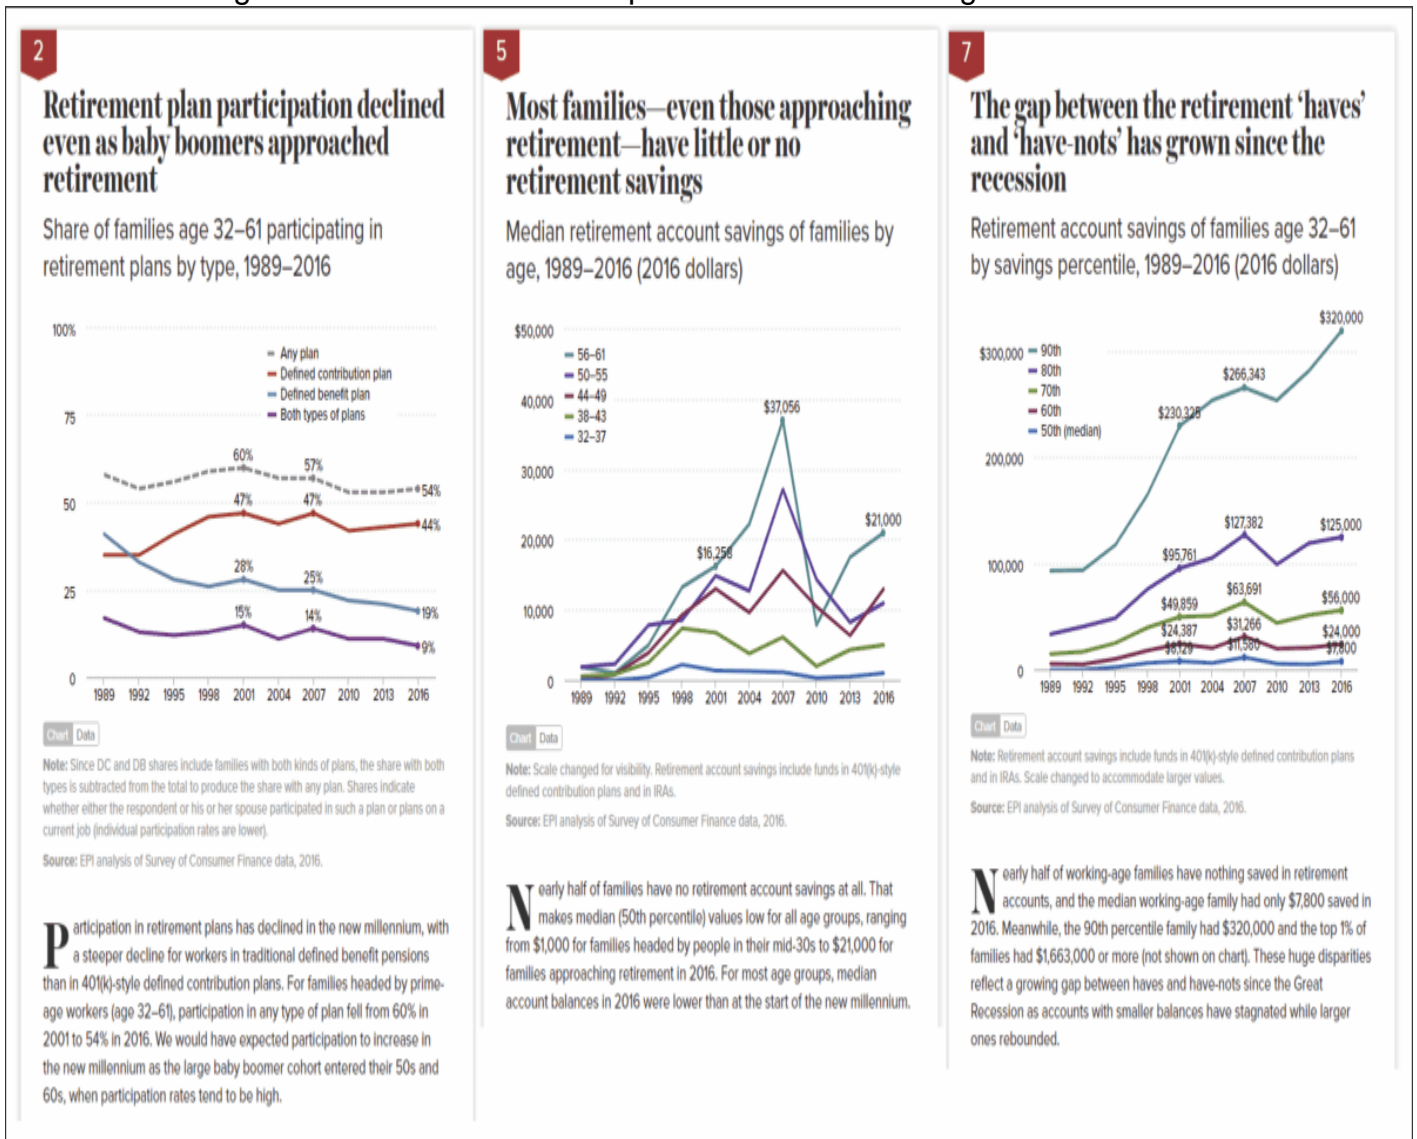 2
Retirement plan participation declined
even as baby boomers approached
retirement
Share of families age 32–61 participating in
retirement plans by type, 1989–2016
100%
Any plan
Defined contribution plan
Defined benefit plan
Both types of plans
75
60%
57%
54%
50
47%
47%
44%
28%
25%
25
19%
15%
14%
9%
0
1989 1992 1995 1998 2001 2004 2007 2010 2013 2016
Chart Data
Note: Since DC and DB shares include families with both kinds of plans, the share with both
types is subtracted from the total to produce the share with any plan. Shares indicate
whether either the respondent or his or her spouse participated in such a plan or plans on a
current job (individual participation rates are lower).
Source: EPI analysis of Survey of Consumer Finance data, 2016.
Participation in retirement plans has declined in the new millennium, with
a steeper decline for workers in traditional defined benefit pensions
than in 401(k)-style defined contribution plans. For families headed by prime-
age workers (age 32–61), participation in any type of plan fell from 60% in
2001 to 54% in 2016. We would have expected participation to increase in
the new millennium as the large baby boomer cohort entered their 50s and
60s, when participation rates tend to be high.
5
Most families—even those approaching
retirement—have little or no
retirement savings
Median retirement account savings of families by
age, 1989–2016 (2016 dollars)
$50,000
56–61
50–55
44–49
38–43
32–37
40,000
$37,056
30,000
$21,000
20,000
$16,258
10,000
0
1989 1992 1995 1998 2001 2004 2007 2010 2013 2016
Chart Data
Note: Scale changed for visibility. Retirement account savings include funds in 401(k)-style
defined contribution plans and in IRAs.
Source: EPI analysis of Survey of Consumer Finance data, 2016.
Nearly half of families have no retirement account savings at all. That
makes median (50th percentile) values low for all age groups, ranging
from $1,000 for families headed by people in their mid-30s to $21,000 for
families approaching retirement in 2016. For most age groups, median
account balances in 2016 were lower than at the start of the new millennium.
7
The gap between the retirement ‘haves’
and ‘have-nots’ has grown since the
recession
Retirement account savings of families age 32–61
by savings percentile, 1989–2016 (2016 dollars)
$320,000
$300,000
90th
80th
70th
60th
50th (median)
$266,343
$230,325
200,000
$127,382
$125,000
$95,761
100,000
$63,691
$56,000
$49,859
$31,266
$24,387
$24,000
$11,580
$8,129
$7,800
0
1989 1992 1995 1998 2001 2004 2007 2010 2013 2016
Chart Data
Note: Retirement account savings include funds in 401(k)-style defined contribution plans
and in IRAs. Scale changed to accommodate larger values.
Source: EPI analysis of Survey of Consumer Finance data, 2016.
Nearly half of working-age families have nothing saved in retirement
accounts, and the median working-age family had only $7,800 saved in
2016. Meanwhile, the 90th percentile family had $320,000 and the top 1% of
families had $1,663,000 or more (not shown on chart). These huge disparities
reflect a growing gap between haves and have-nots since the Great
Recession as accounts with smaller balances have stagnated while larger
ones rebounded.